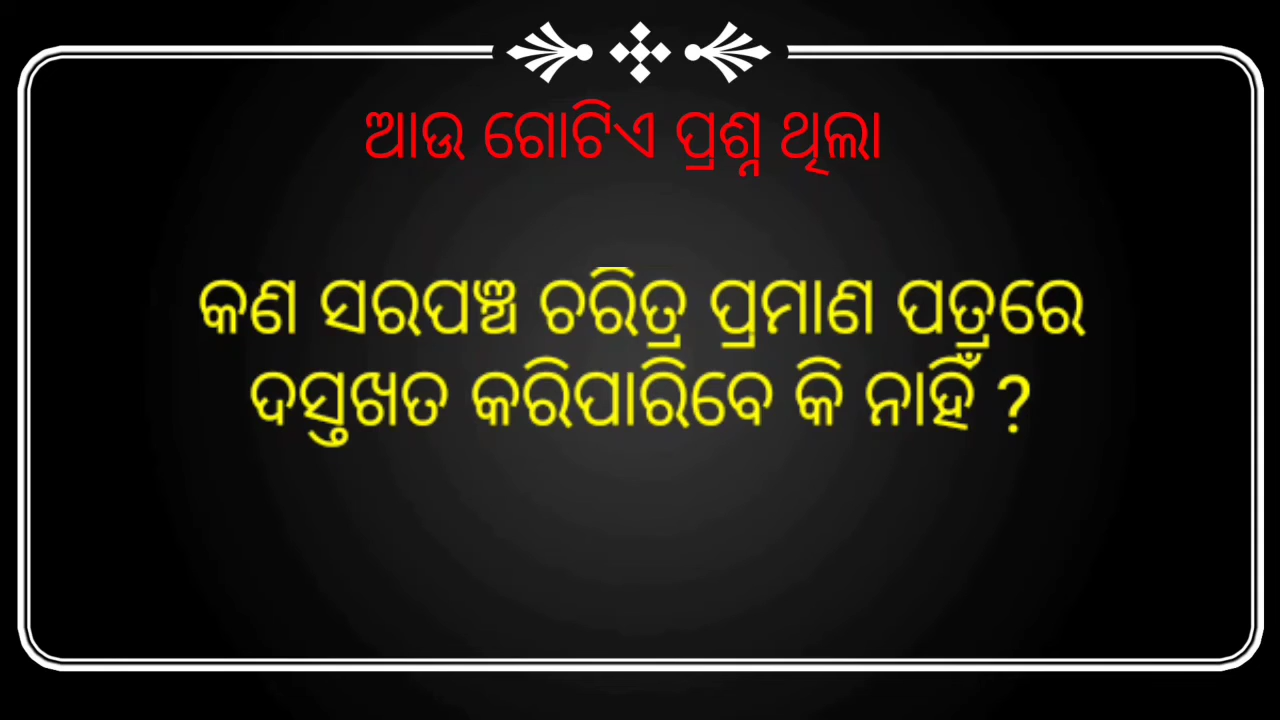 ଆଉ ଗୋଟିଏ ପ୍ରଶ୍ନ ଥିଲା
କଣ ସରପଞ୍ଚ ଚରିତ୍ର ପ୍ରମାଣ ପତ୍ରରେ
ଦସ୍ତଖତ କରିପାରିବେ କି ନାହିଁ ?